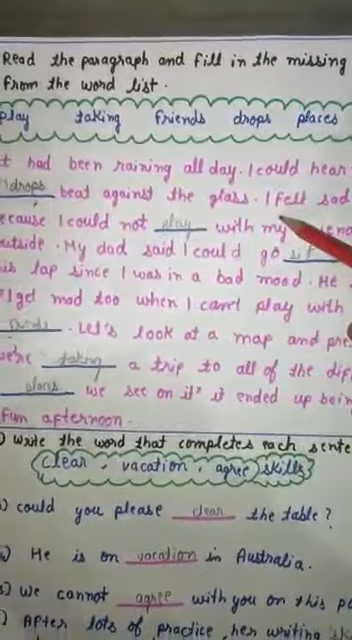 Read the paragraph and fill in the missing
from the word list.
play taking friends drops places
t had been raining all day. I could hear
drops beat against the glass. I fell sad
ecause I could not play with my
utside. My dad said I could go sit
is lap since I was in a bad mood. He
"I get mad too when I can't play with
friends. Let's look at a map and pre
we're taking a trip to all of the dif
places we see on it" it ended up bein
fun afternoon.
) write the word that completes each sente
clear, vacation, agree skills
) could you please clear the table?
) He is on vacation in Australia.
) we cannot agree with you on this p
) After lots of practice, her writing